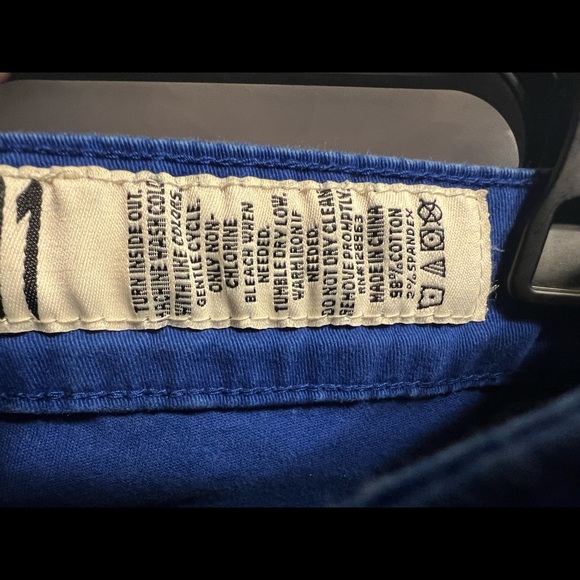 1
TURN INSIDE OUT.
MACHINE WASH COLD
WITH LIKE COLORS.
GENTLE CYCLE.
ONLY NON-
CHLORINE
BLEACH WHEN
NEEDED.
TUMBLE DRY LOW.
WARM IRON IF
NEEDED.
DO NOT DRY CLEAN.
REMOVE PROMPTLY.
RN#128963
MADE IN CHINA
98% COTTON
2% SPANDEX